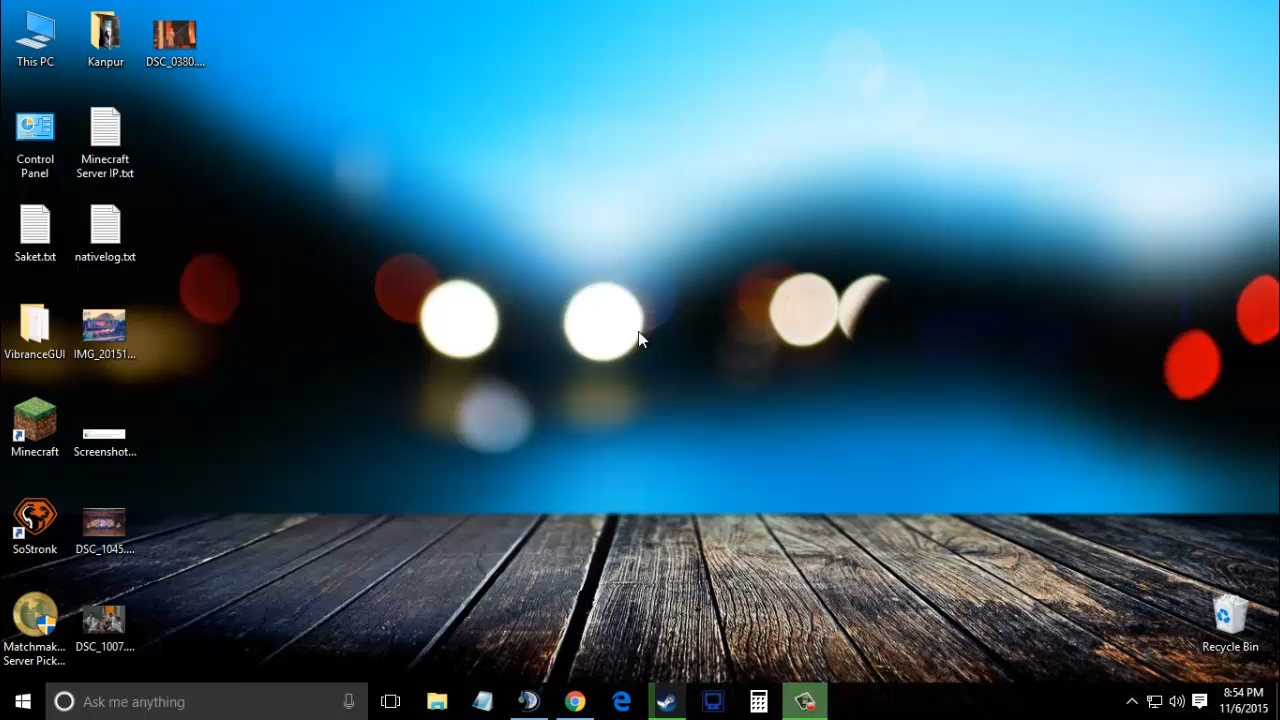 This PC
Kanpur
DSC_0380....
Control
Panel
Minecraft
Server IP.txt
Saket.txt
nativelog.txt
VibranceGUI
IMG_20151...
Minecraft
Screenshot...
SoStronk
DSC_1045....
Matchmak...
Server Pick...
DSC_1007....
Recycle Bin
Ask me anything
8:54 PM
11/6/2015